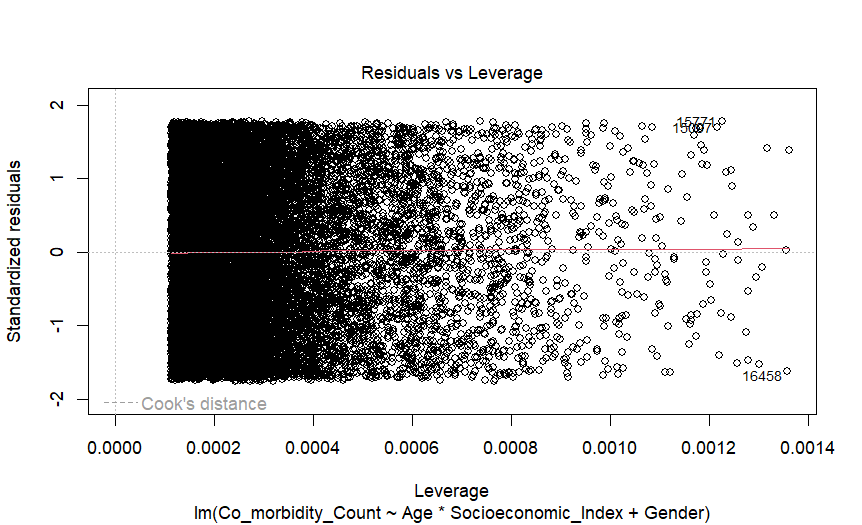 Residuals vs Leverage
Standardized residuals
2
1
0
-1
-2
15771
16458
Cook's distance
0.0000 0.0002 0.0004 0.0006 0.0008 0.0010 0.0012 0.0014
Leverage
lm(Co_morbidity_Count ~ Age * Socioeconomic_Index + Gender)